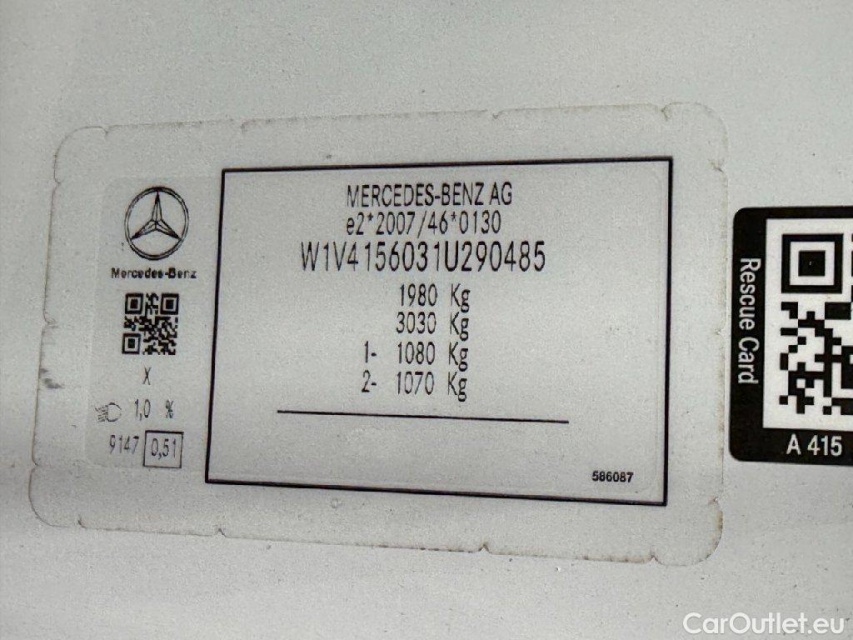 Mercedes-Benz
X
1,0 %
9147 0,51
MERCEDES-BENZ AG
e2*2007/46*0130
W1V4156031U290485
1980 Kg
3030 Kg
1- 1080 Kg
2- 1070 Kg
586087
Rescue Card
A 415
CarOutlet.eu